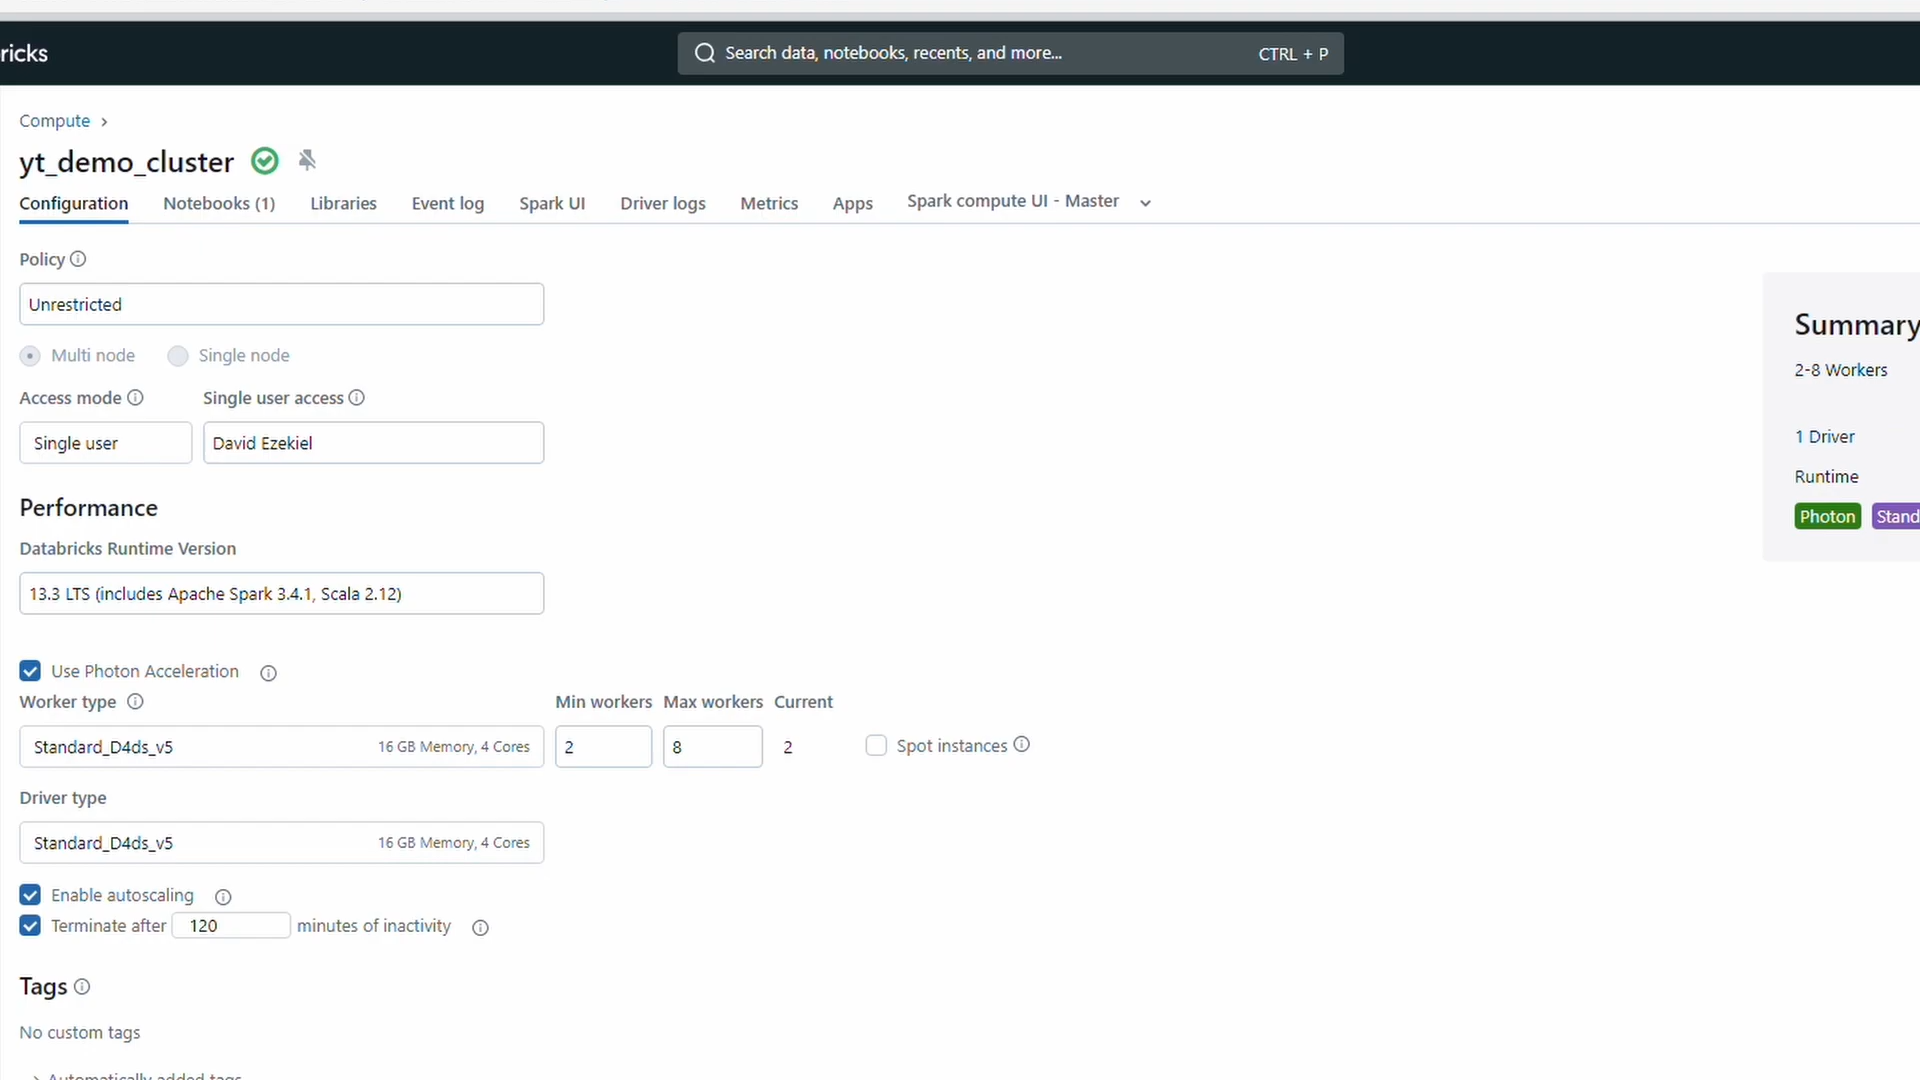 ricks
Search data, notebooks, recents, and more... CTRL + P
Compute ›
yt_demo_cluster
Configuration Notebooks (1) Libraries Event log Spark UI Driver logs Metrics Apps Spark compute UI - Master
Policy
Unrestricted
Multi node Single node
Access mode Single user access
Single user David Ezekiel
Performance
Databricks Runtime Version
13.3 LTS (includes Apache Spark 3.4.1, Scala 2.12)
Use Photon Acceleration
Worker type Min workers Max workers Current
Standard_D4ds_v5 16 GB Memory, 4 Cores 2 8 2 Spot instances
Driver type
Standard_D4ds_v5 16 GB Memory, 4 Cores
Enable autoscaling
Terminate after 120 minutes of inactivity
Tags
No custom tags
Automatically added tags
Summary
2-8 Workers
1 Driver
Runtime
Photon Stand